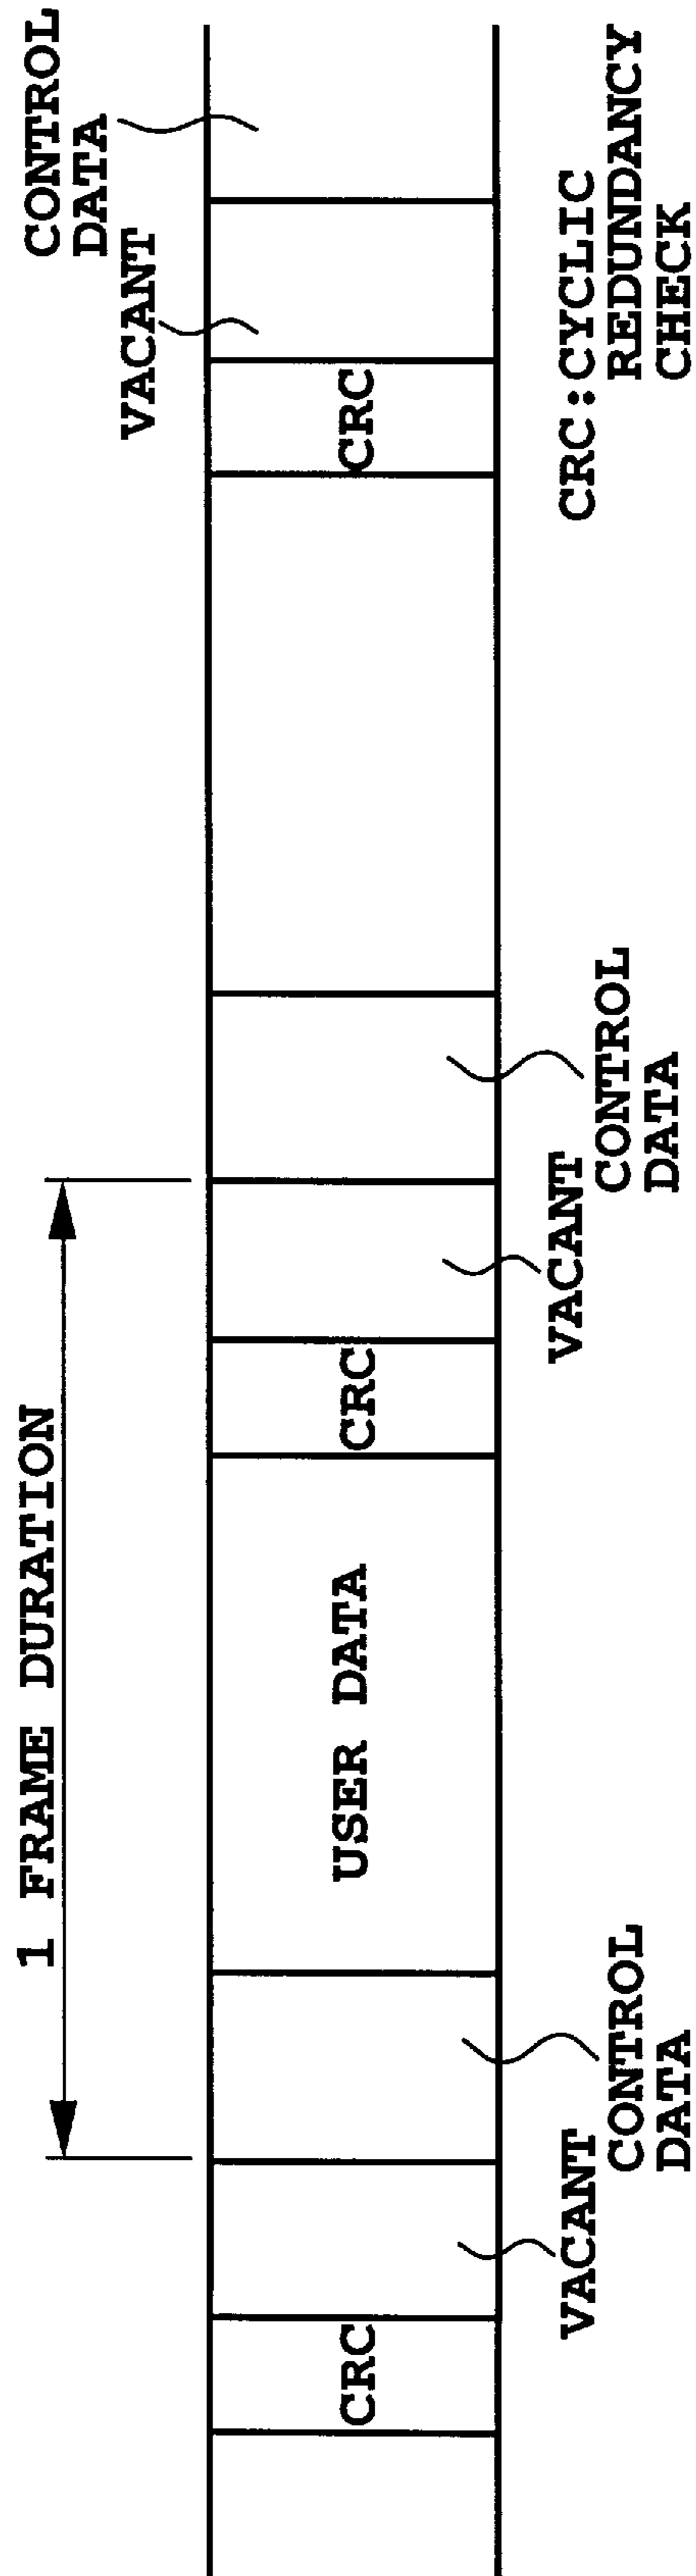 1 FRAME DURATION
CONTROL
DATA
VACANT
CRC
USER DATA
CRC
CRC
VACANT
CONTROL
DATA
VACANT
CONTROL
DATA
CRC:CYCLIC
REDUNDANCY
CHECK